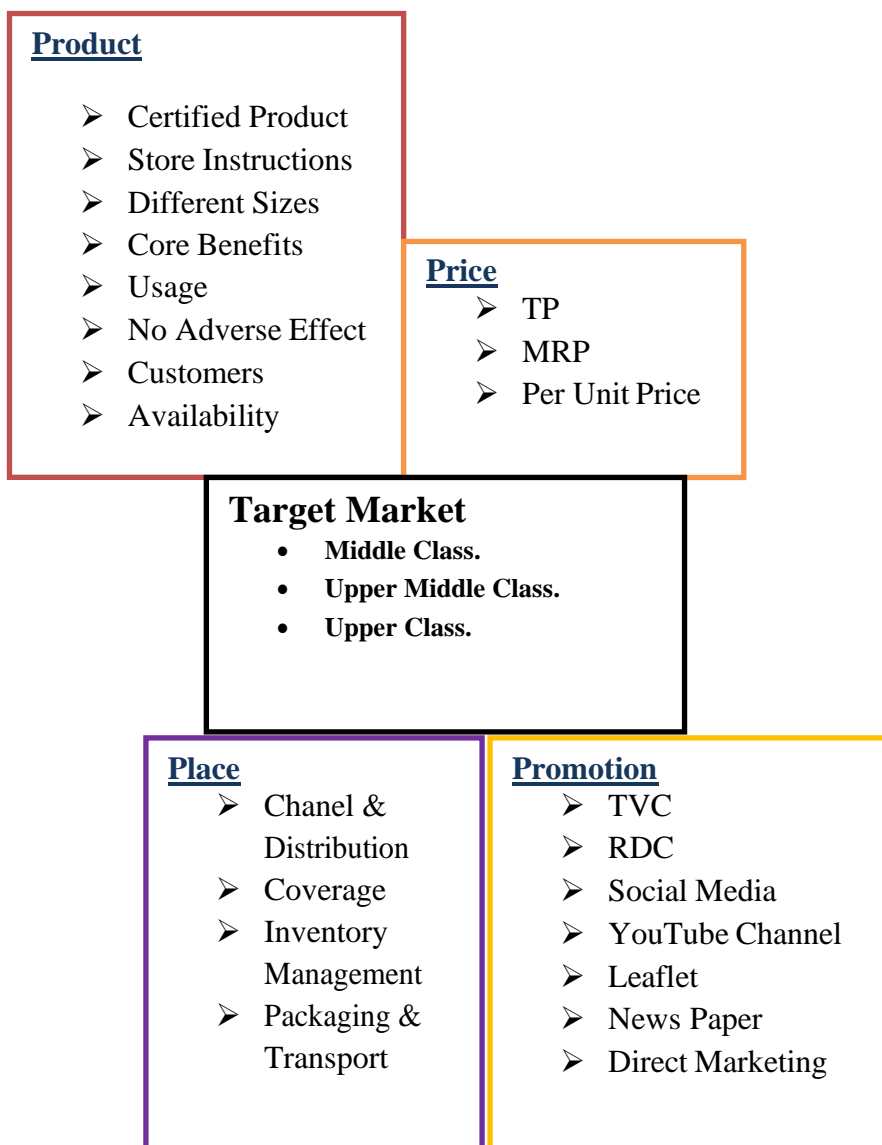 Product
➢ Certified Product
➢ Store Instructions
➢ Different Sizes
➢ Core Benefits
➢ Usage
➢ No Adverse Effect
➢ Customers
➢ Availability
Price
➢ TP
➢ MRP
➢ Per Unit Price
Target Market
• Middle Class.
• Upper Middle Class.
• Upper Class.
Place
➢ Chanel &
Distribution
➢ Coverage
➢ Inventory
Management
➢ Packaging &
Transport
Promotion
➢ TVC
➢ RDC
➢ Social Media
➢ YouTube Channel
➢ Leaflet
➢ News Paper
➢ Direct Marketing